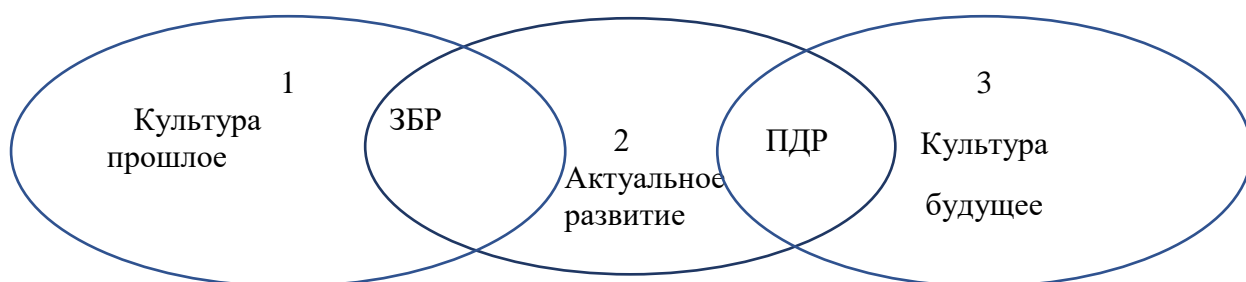 1
Культура
прошлое
ЗБР
2
Актуальное
развитие
ПДР
3
Культура
будущее